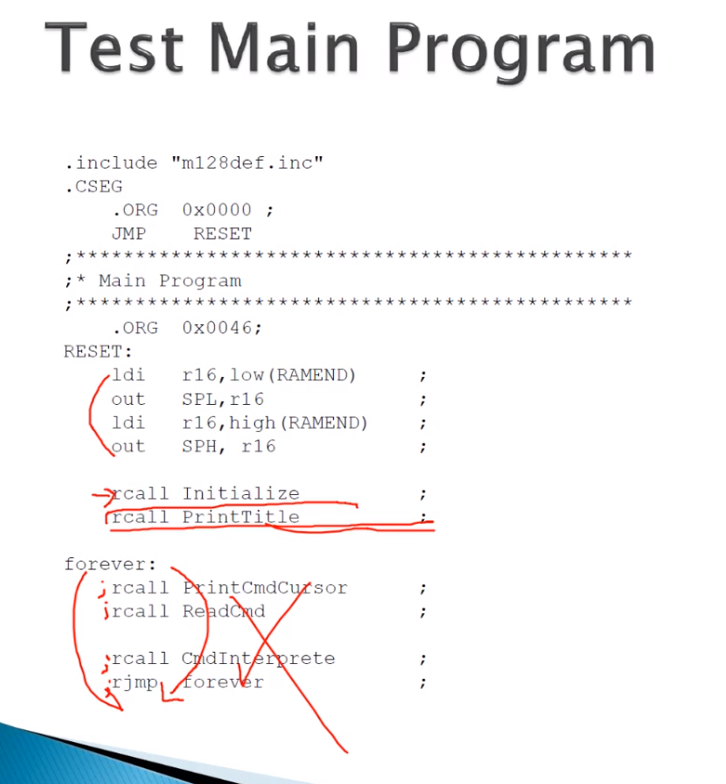 Test Main Program
.include "m128def.inc"
.CSEG
.ORG 0x0000 ;
JMP RESET
;***********************************************
;* Main Program
;***********************************************
.ORG 0x0046;
RESET:
ldi r16,low(RAMEND) ;
out SPL,r16 ;
ldi r16,high(RAMEND) ;
out SPH, r16 ;
rcall Initialize ;
rcall PrintTitle ;
forever:
;rcall PrintCmdCursor ;
;rcall ReadCmd ;
;rcall CmdInterprete ;
;rjmp forever ;